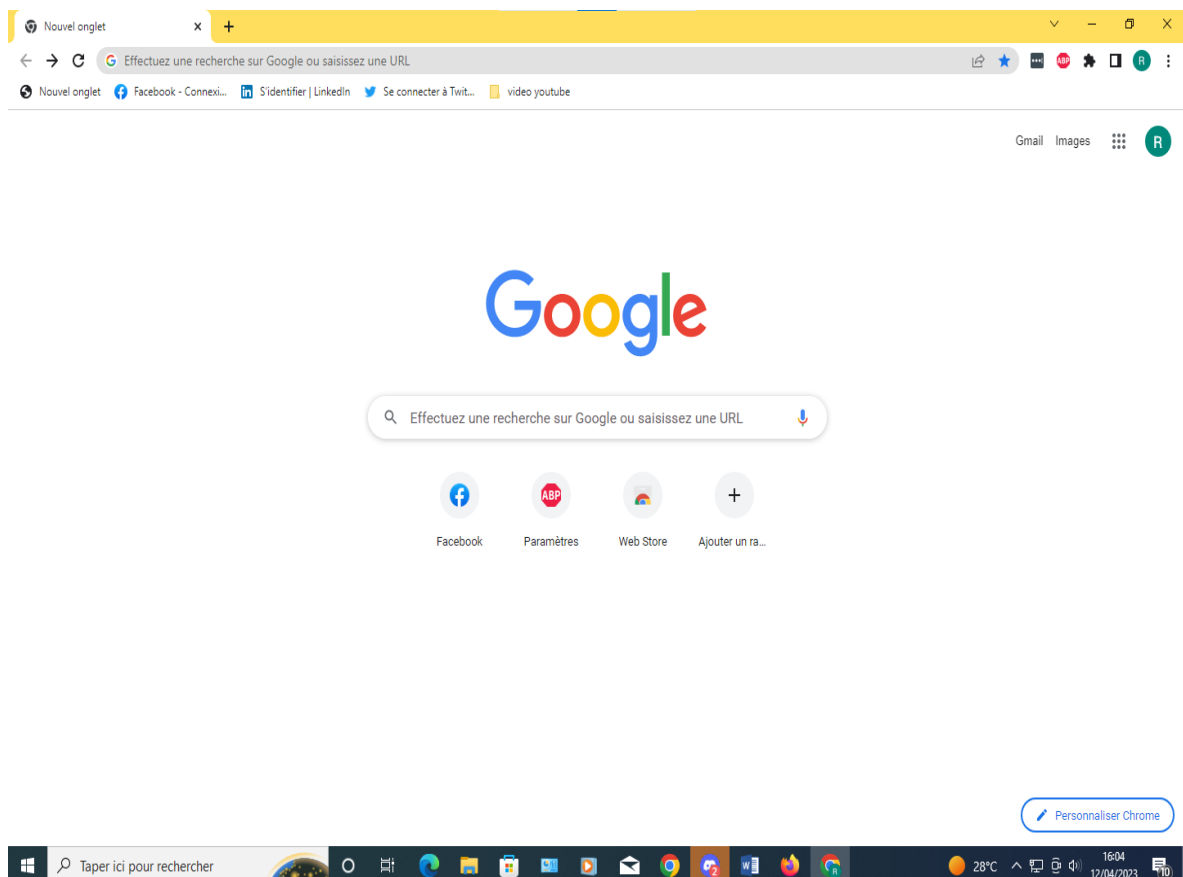 Nouvel onglet
Effectuez une recherche sur Google ou saisissez une URL
ABP R
Nouvel onglet Facebook - Connexi... S'identifier | LinkedIn Se connecter à Twit... video youtube
Gmail Images R
Google
Effectuez une recherche sur Google ou saisissez une URL
ABP
Facebook Paramètres Web Store Ajouter un ra...
Personnaliser Chrome
Taper ici pour rechercher 28°C 16:04
12/04/2023